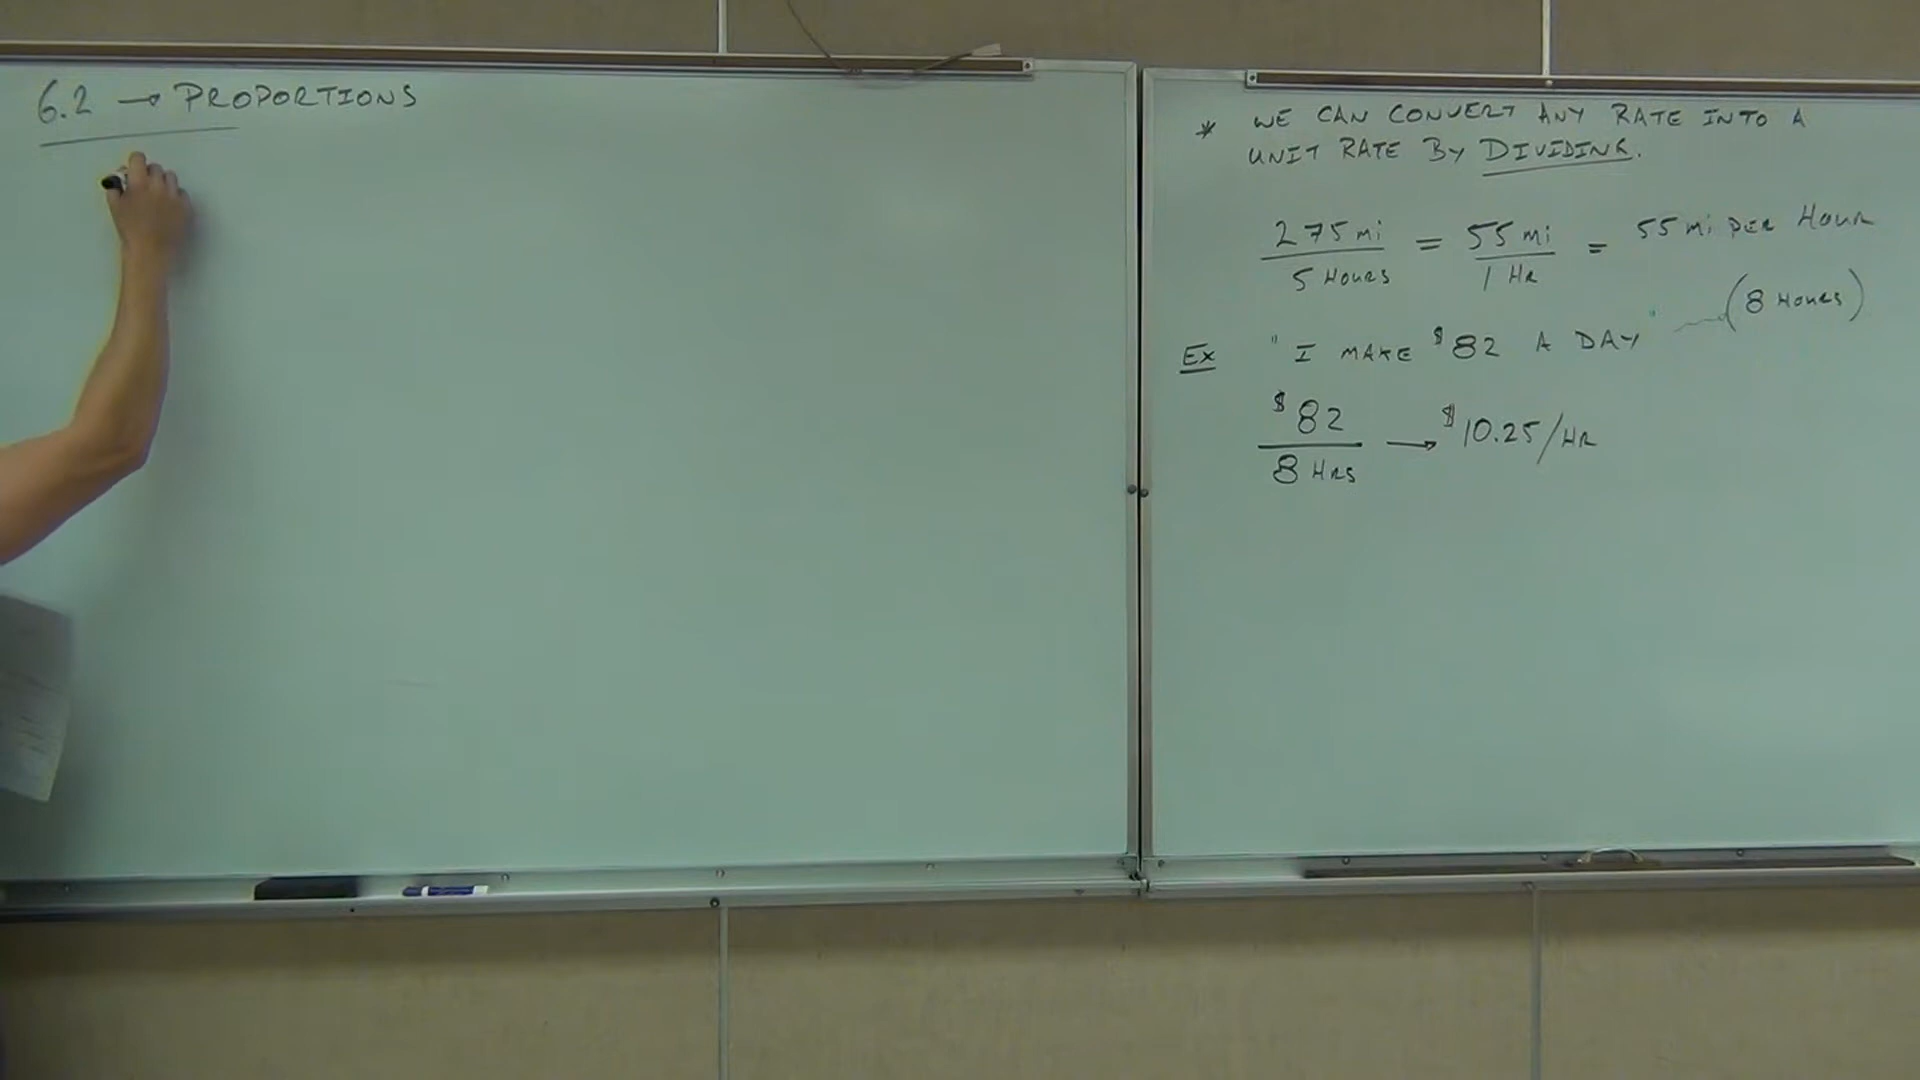 6.2 → PROPORTIONS
* WE CAN CONVERT ANY RATE INTO A
UNIT RATE BY DIVIDING.
275 mi / 5 HOURS = 55 mi / 1 HR = 55 mi PER HOUR
Ex "I MAKE $82 A DAY" (8 HOURS)
$82 / 8 HRS → $10.25/HR